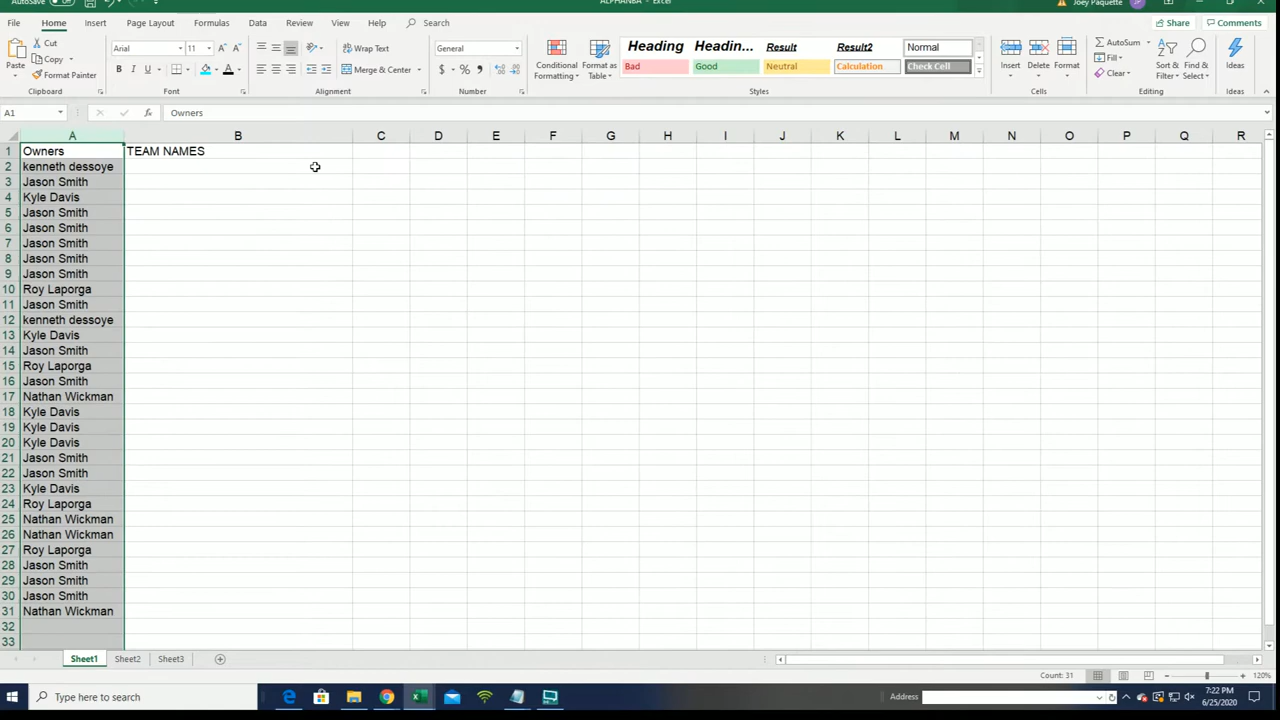 AutoSave Off ALPHANBA - Excel Joey Paquette JP
File Home Insert Page Layout Formulas Data Review View Help Search Share Comments
Paste Cut Copy Format Painter Clipboard
Arial 11 A A B I U A Font
Wrap Text Merge & Center Alignment
General $ % 9 Number
Conditional Formatting Format as Table
Heading Headin... Result Result2 Normal
Bad Good Neutral Calculation Check Cell
Styles
Insert Delete Format Cells
AutoSum Fill Clear Sort & Filter Find & Select Editing
Ideas Ideas
A1 fx Owners
A B C D E F G H I J K L M N O P Q R
1 Owners TEAM NAMES
2 kenneth dessoye
3 Jason Smith
4 Kyle Davis
5 Jason Smith
6 Jason Smith
7 Jason Smith
8 Jason Smith
9 Jason Smith
10 Roy Laporga
11 Jason Smith
12 kenneth dessoye
13 Kyle Davis
14 Jason Smith
15 Roy Laporga
16 Jason Smith
17 Nathan Wickman
18 Kyle Davis
19 Kyle Davis
20 Kyle Davis
21 Jason Smith
22 Jason Smith
23 Kyle Davis
24 Roy Laporga
25 Nathan Wickman
26 Nathan Wickman
27 Roy Laporga
28 Jason Smith
29 Jason Smith
30 Jason Smith
31 Nathan Wickman
32
33
Sheet1 Sheet2 Sheet3
Count: 31 120%
Type here to search Address 7:22 PM
6/25/2020